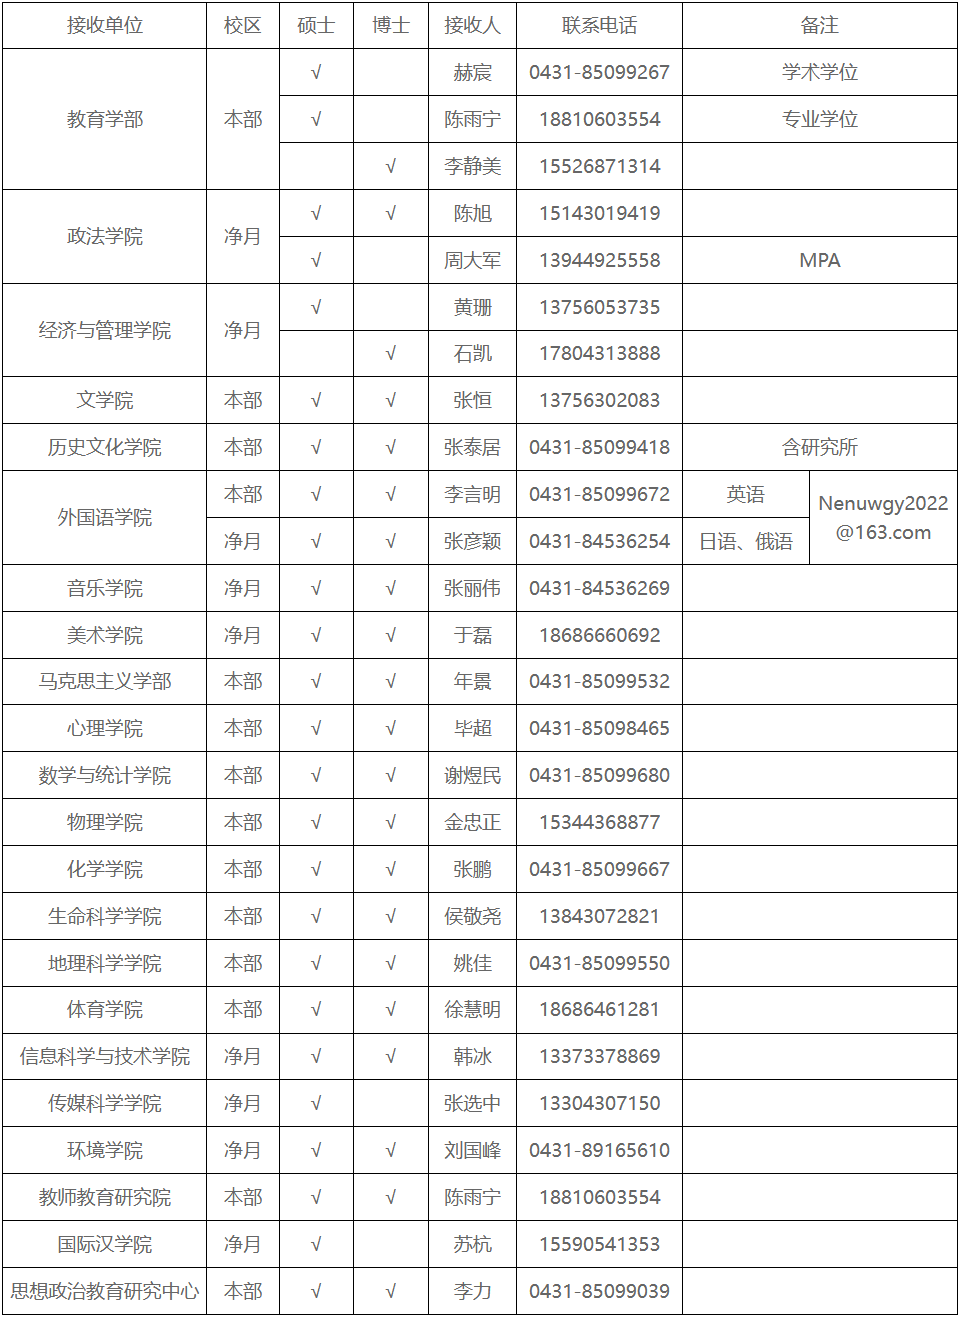 接收单位 校区 硕士 博士 接收人 联系电话 备注
√ 赫宸 0431-85099267 学术学位
教育学部 本部 √ 陈雨宁 18810603554 专业学位
√ 李静美 15526871314
政法学院 净月 √ √ 陈旭 15143019419
√ 周大军 13944925558 MPA
经济与管理学院 净月 √ 黄珊 13756053735
√ 石凯 17804313888
文学院 本部 √ √ 张恒 13756302083
历史文化学院 本部 √ √ 张泰居 0431-85099418 含研究所
外国语学院 本部 √ √ 李言明 0431-85099672 英语 Nenuwgy2022
净月 √ √ 张彦颖 0431-84536254 日语、俄语 @163.com
音乐学院 净月 √ √ 张丽伟 0431-84536269
美术学院 净月 √ √ 于磊 18686660692
马克思主义学部 本部 √ √ 年景 0431-85099532
心理学院 本部 √ √ 毕超 0431-85098465
数学与统计学院 本部 √ √ 谢煜民 0431-85099680
物理学院 本部 √ √ 金忠正 15344368877
化学学院 本部 √ √ 张鹏 0431-85099667
生命科学学院 本部 √ √ 侯敬尧 13843072821
地理科学学院 本部 √ √ 姚佳 0431-85099550
体育学院 本部 √ √ 徐慧明 18686461281
信息科学与技术学院 净月 √ √ 韩冰 13373378869
传媒科学学院 净月 √ 张选中 13304307150
环境学院 净月 √ √ 刘国峰 0431-89165610
教师教育研究院 本部 √ √ 陈雨宁 18810603554
国际汉学院 净月 √ 苏杭 15590541353
思想政治教育研究中心 本部 √ √ 李力 0431-85099039